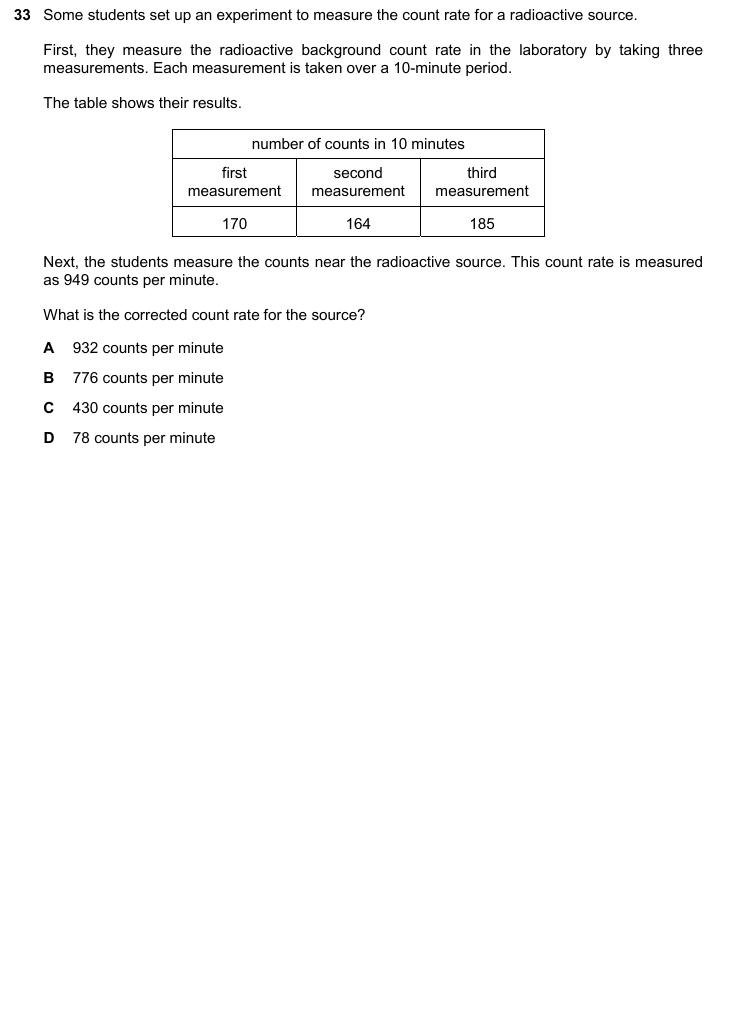 33 Some students set up an experiment to measure the count rate for a radioactive source.
First, they measure the radioactive background count rate in the laboratory by taking three
measurements. Each measurement is taken over a 10-minute period.
The table shows their results.
number of counts in 10 minutes
first measurement second measurement third measurement
170 164 185
Next, the students measure the counts near the radioactive source. This count rate is measured
as 949 counts per minute.
What is the corrected count rate for the source?
A 932 counts per minute
B 776 counts per minute
C 430 counts per minute
D 78 counts per minute